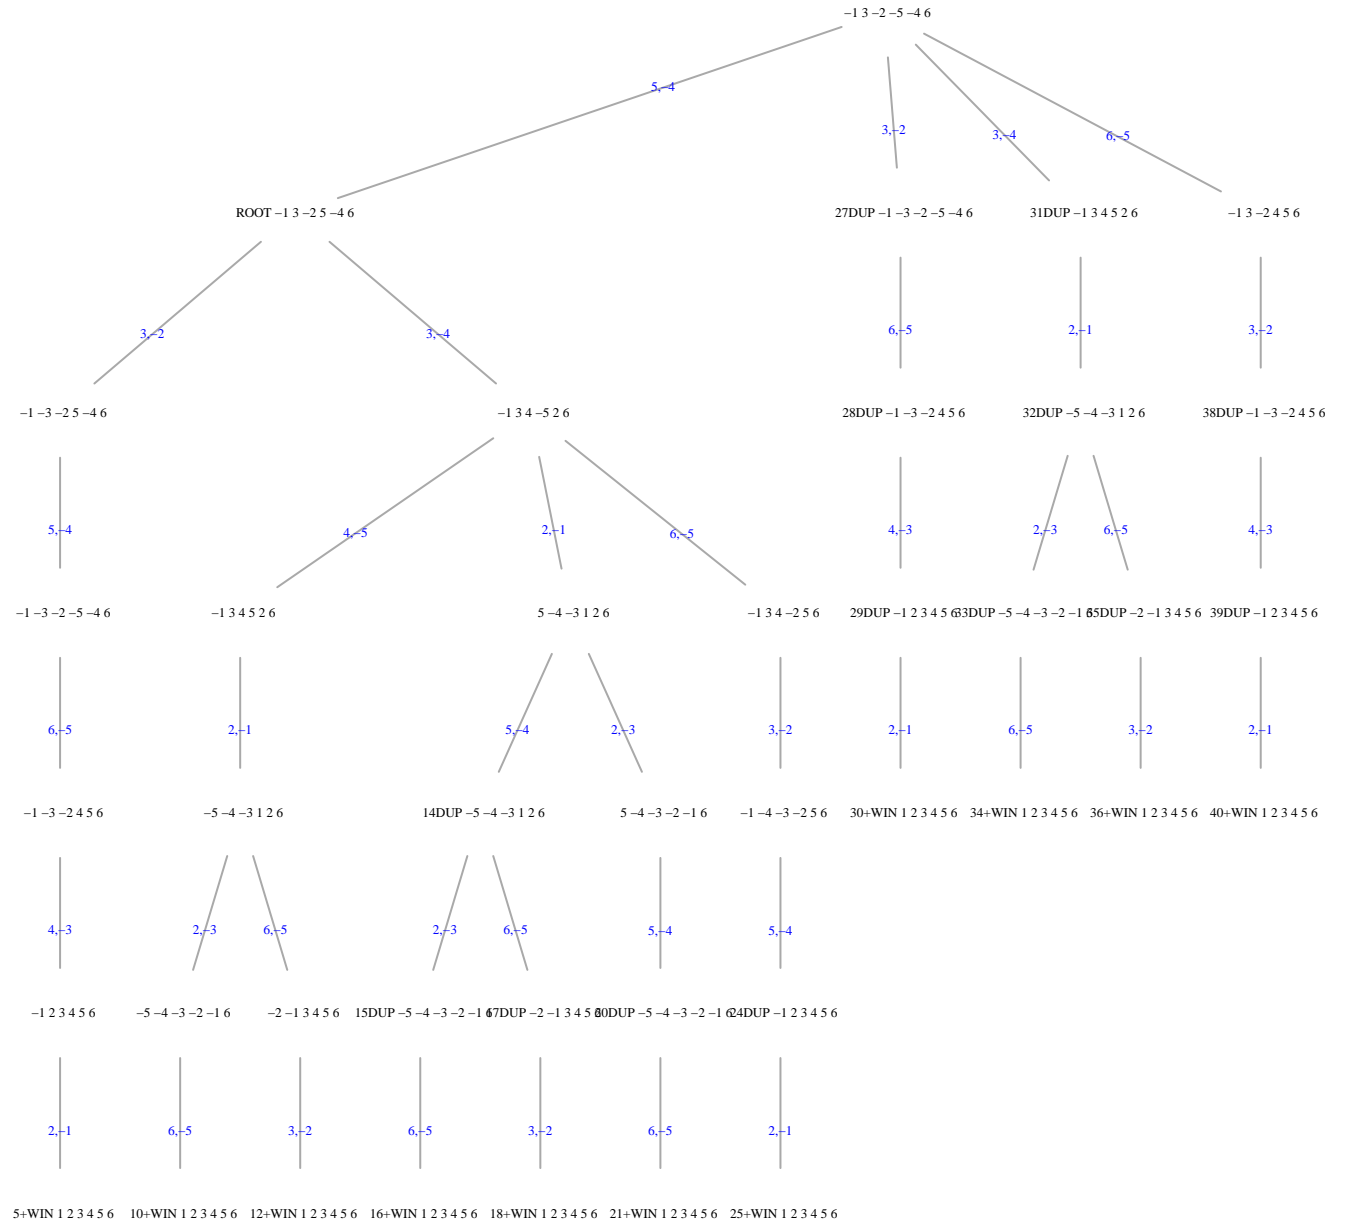 −1 3 −2 −5 −4 6
5,−4
3,−2
3,−4
6,−5
ROOT −1 3 −2 5 −4 6
27DUP −1 −3 −2 −5 −4 6
31DUP −1 3 4 5 2 6
−1 3 −2 4 5 6
3,−2
3,−4
6,−5
2,−1
3,−2
−1 −3 −2 5 −4 6
−1 3 4 −5 2 6
28DUP −1 −3 −2 4 5 6
32DUP −5 −4 −3 1 2 6
38DUP −1 −3 −2 4 5 6
5,−4
4,−5
2,−1
6,−5
4,−3
2,−3
6,−5
4,−3
−1 −3 −2 −5 −4 6
−1 3 4 5 2 6
5 −4 −3 1 2 6
−1 3 4 −2 5 6
29DUP −1 2 3 4 5 6
33DUP −5 −4 −3 −2 −1 6
35DUP −2 −1 3 4 5 6
39DUP −1 2 3 4 5 6
6,−5
2,−1
5,−4
2,−3
3,−2
2,−1
6,−5
3,−2
2,−1
−1 −3 −2 4 5 6
−5 −4 −3 1 2 6
14DUP −5 −4 −3 1 2 6
5 −4 −3 −2 −1 6
−1 −4 −3 −2 5 6
30+WIN 1 2 3 4 5 6
34+WIN 1 2 3 4 5 6
36+WIN 1 2 3 4 5 6
40+WIN 1 2 3 4 5 6
4,−3
2,−3
6,−5
2,−3
6,−5
5,−4
5,−4
−1 2 3 4 5 6
−5 −4 −3 −2 −1 6
−2 −1 3 4 5 6
15DUP −5 −4 −3 −2 −1 6
17DUP −2 −1 3 4 5 6
20DUP −5 −4 −3 −2 −1 6
24DUP −1 2 3 4 5 6
2,−1
6,−5
3,−2
6,−5
3,−2
6,−5
2,−1
5+WIN 1 2 3 4 5 6
10+WIN 1 2 3 4 5 6
12+WIN 1 2 3 4 5 6
16+WIN 1 2 3 4 5 6
18+WIN 1 2 3 4 5 6
21+WIN 1 2 3 4 5 6
25+WIN 1 2 3 4 5 6